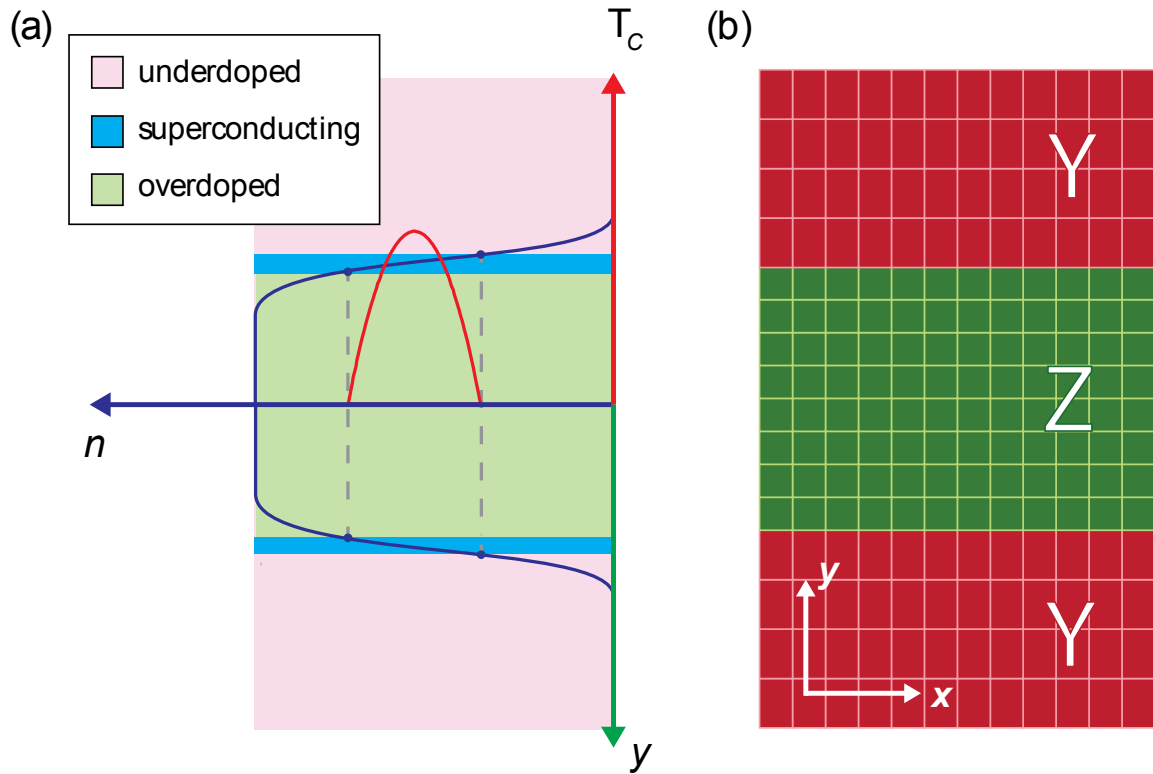 (a)
T_C
(b)
underdoped
superconducting
overdoped
n
y
Y
Z
Y
y
x